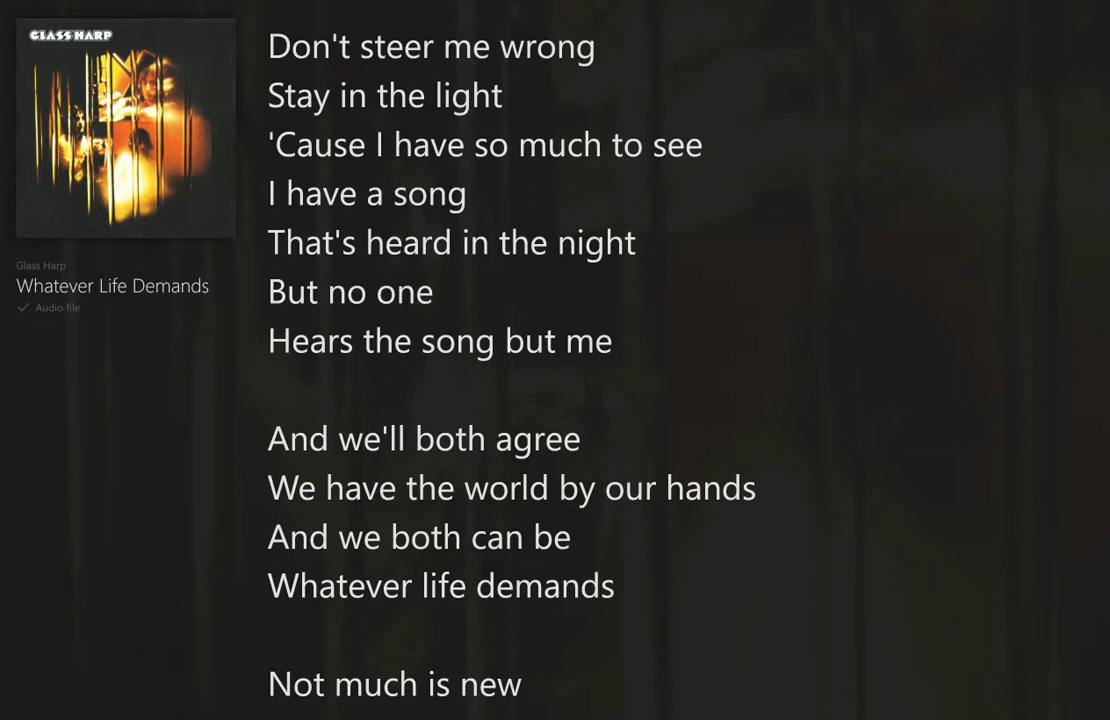 GLASS HARP
Glass Harp
Whatever Life Demands
Audio file
Don't steer me wrong
Stay in the light
'Cause I have so much to see
I have a song
That's heard in the night
But no one
Hears the song but me
And we'll both agree
We have the world by our hands
And we both can be
Whatever life demands
Not much is new